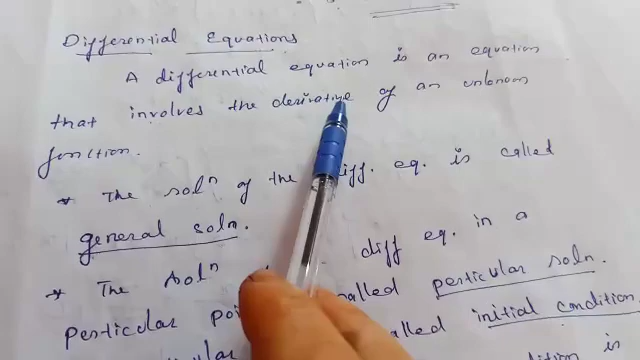 Differential Equations
A differential equation is an equation
that involves the derivative of an unknown
function.
* The soln of the diff. eq. is called
general soln.
* The soln diff eq. in a
perticular called perticular soln.
called initial condition
is